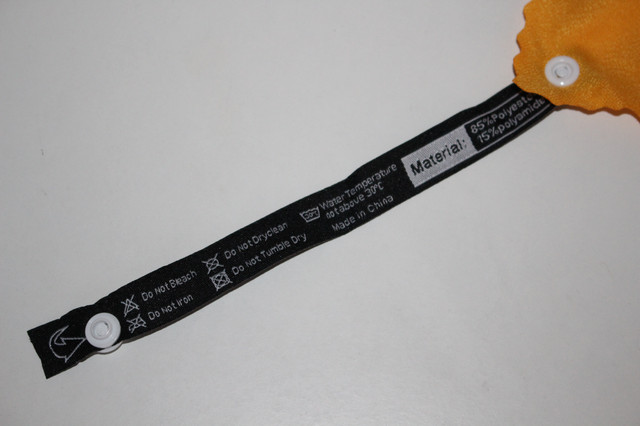 Material:
85%Polyester
15%polyamide
Water Temperature
not above 30°C
Made in China
Do Not Dryclean
Do Not Tumble Dry
Do Not Bleach
Do Not Iron